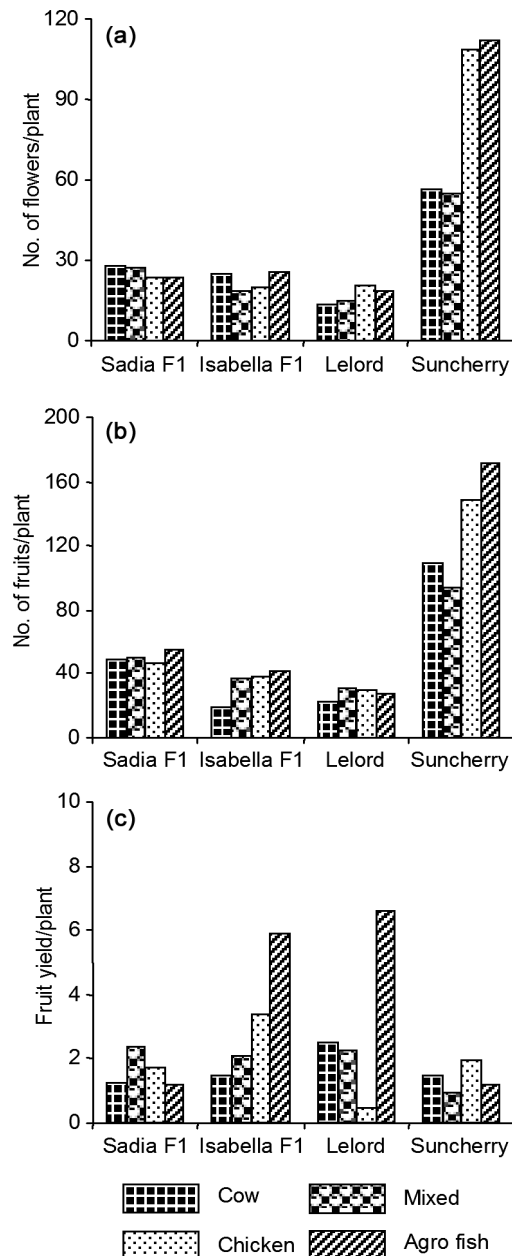 (a)
No. of flowers/plant
120
90
60
30
0
Sadia F1 Isabella F1 Lelord Suncherry
(b)
No. of fruits/plant
200
160
120
80
40
0
Sadia F1 Isabella F1 Lelord Suncherry
(c)
Fruit yield/plant
10
8
6
4
2
0
Sadia F1 Isabella F1 Lelord Suncherry
Cow Mixed
Chicken Agro fish